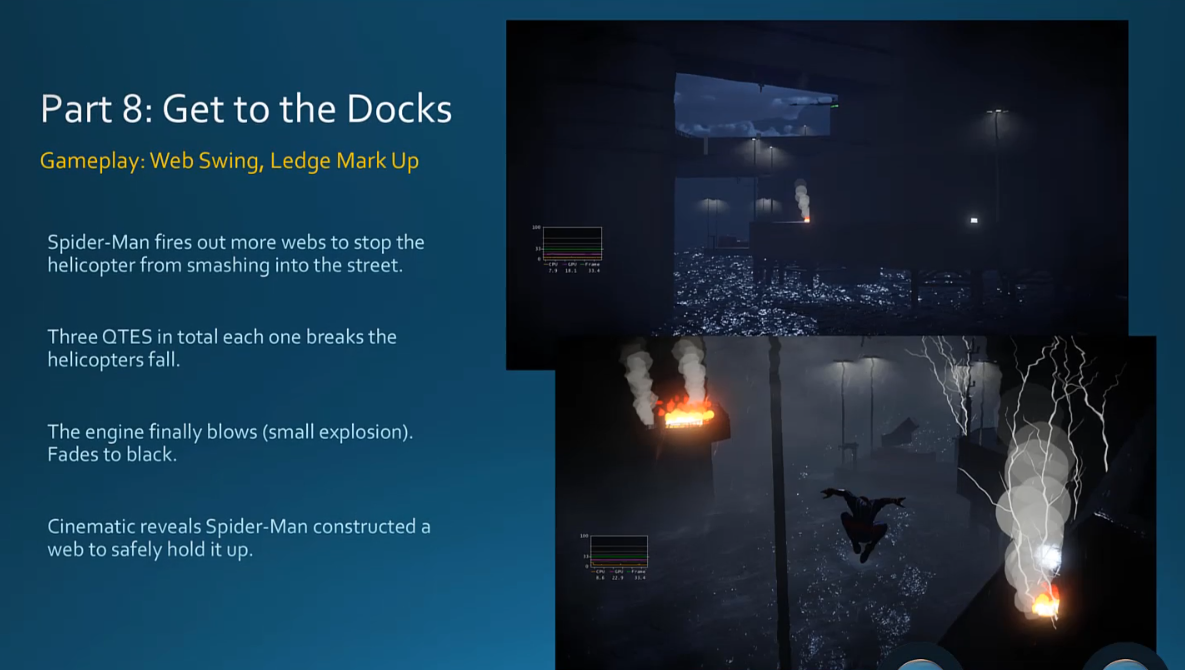 Part 8: Get to the Docks
Gameplay: Web Swing, Ledge Mark Up
Spider-Man fires out more webs to stop the
helicopter from smashing into the street.
Three QTES in total each one breaks the
helicopters fall.
The engine finally blows (small explosion).
Fades to black.
Cinematic reveals Spider-Man constructed a
web to safely hold it up.
100
33
0
CPU GPU Frame
7.9 18.1 33.4
100
33
0
CPU GPU Frame
8.8 22.9 33.4